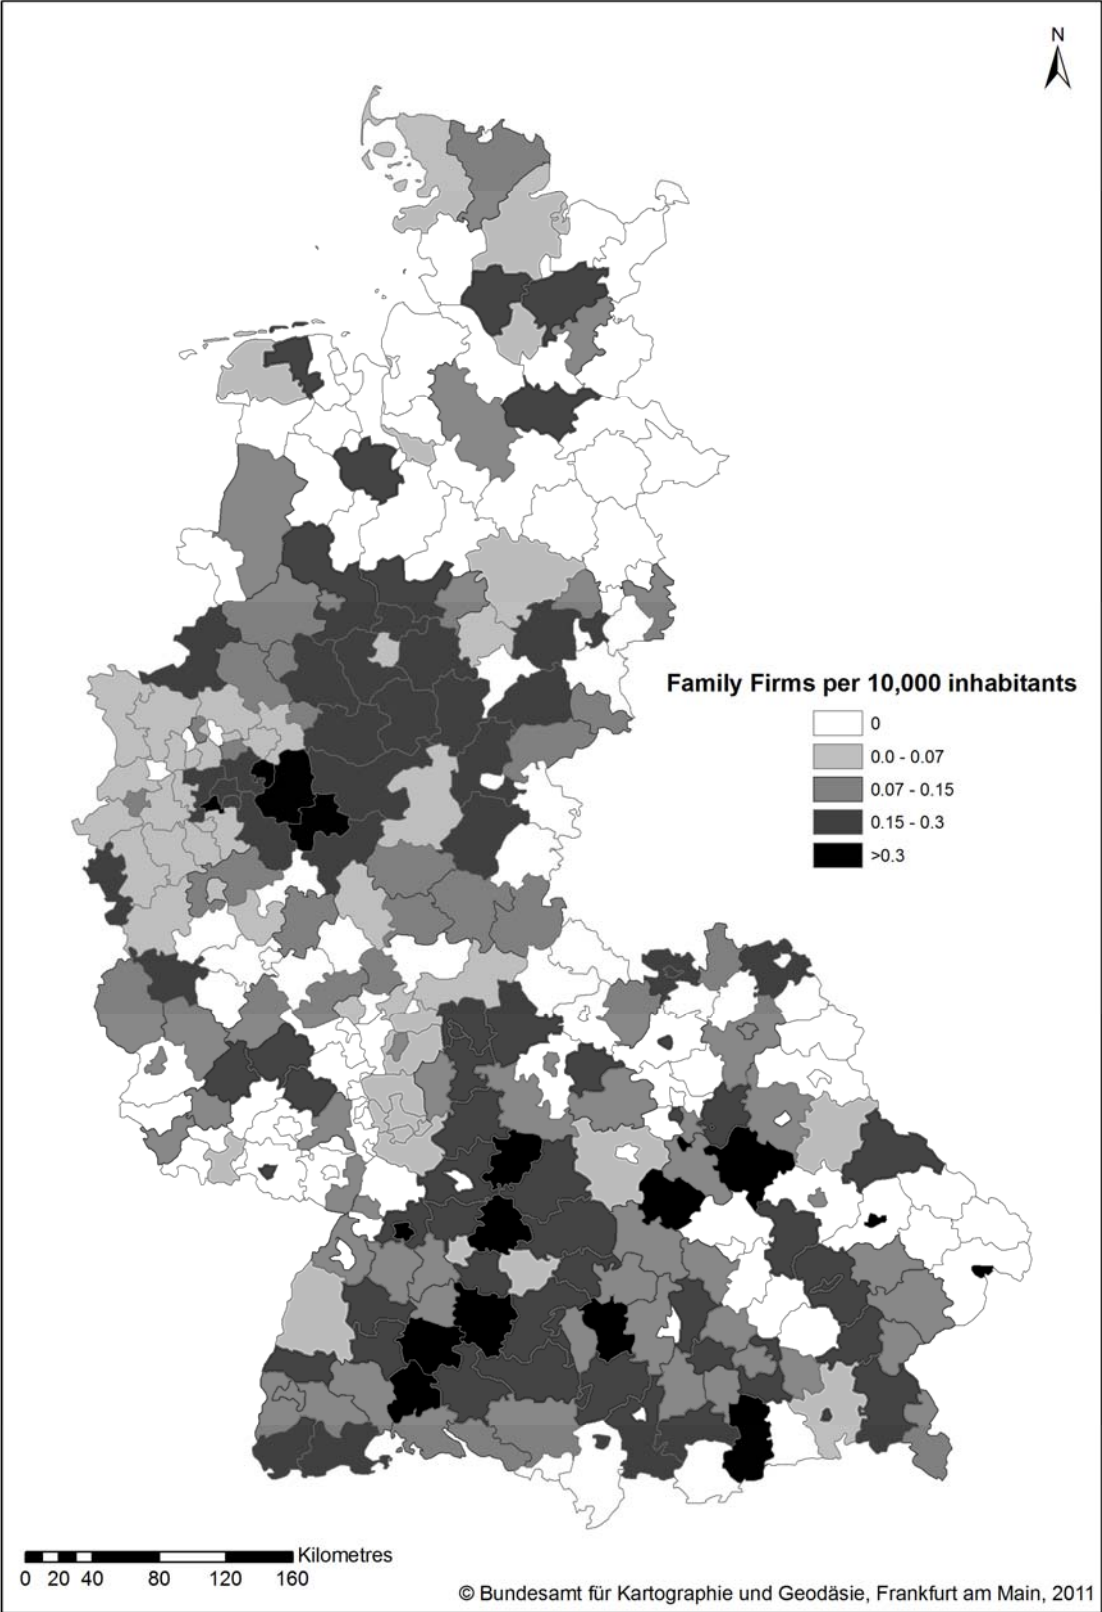 N
Family Firms per 10,000 inhabitants
0
0.0 - 0.07
0.07 - 0.15
0.15 - 0.3
>0.3
Kilometres
0 20 40 80 120 160
© Bundesamt für Kartographie und Geodäsie, Frankfurt am Main, 2011